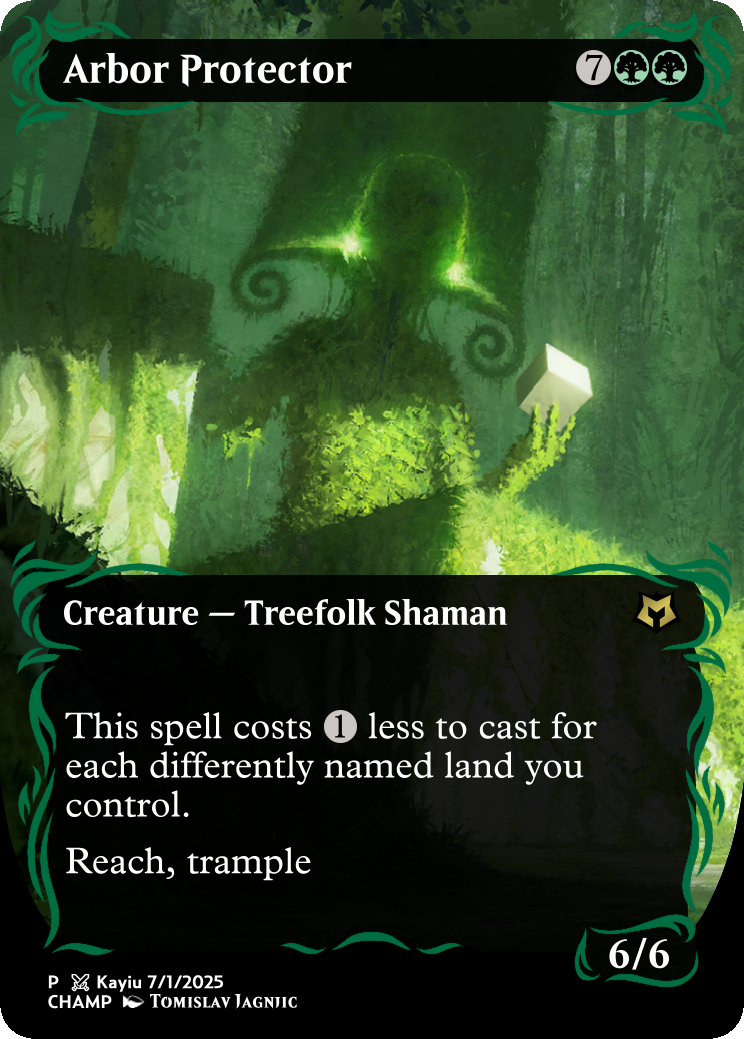 Arbor Protector 7
Creature — Treefolk Shaman
This spell costs 1 less to cast for
each differently named land you
control.
Reach, trample
6/6
P Kayiu 7/1/2025
CHAMP Tomislav Jagnjic